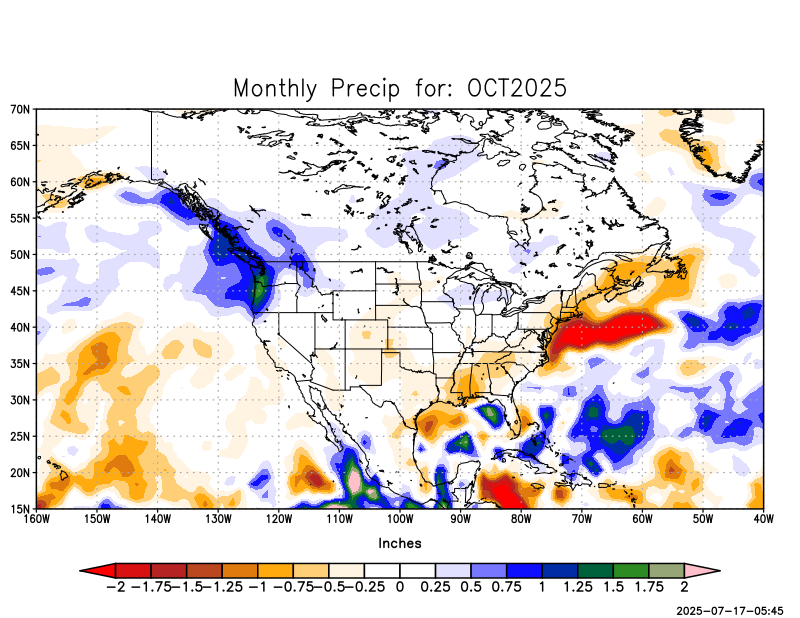 Monthly Precip for: OCT2025
70N
65N
60N
55N
50N
45N
40N
35N
30N
25N
20N
15N
160W 150W 140W 130W 120W 110W 100W 90W 80W 70W 60W 50W 40W
Inches
-2 -1.75 -1.5 -1.25 -1 -0.75 -0.5 -0.25 0 0.25 0.5 0.75 1 1.25 1.5 1.75 2
2025-07-17-05:45